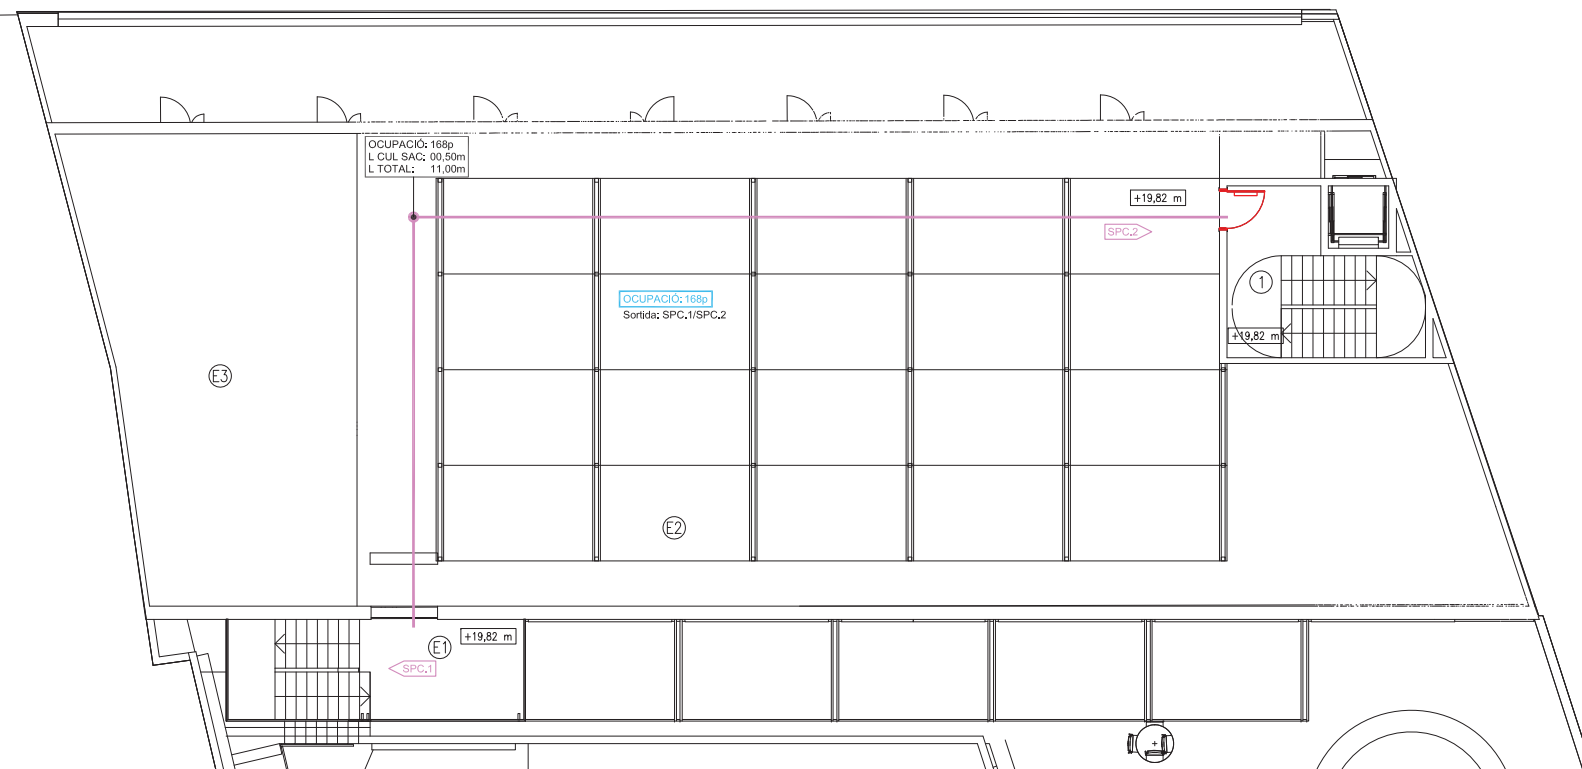 OCUPACIÓ: 168p
L CUL SAC: 00,50m
L TOTAL: 11,00m
+19,82 m
SPC.2
1
OCUPACIÓ: 168p
Sortida: SPC.1/SPC.2
+19,82 m
E3
E2
E1
+19,82 m
SPC.1